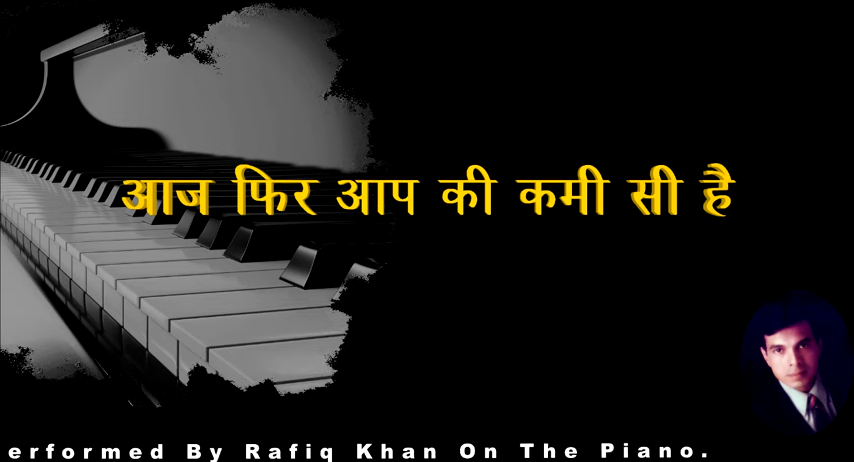 आज फिर आप की कमी सी है
erformed By Rafiq Khan On The Piano.